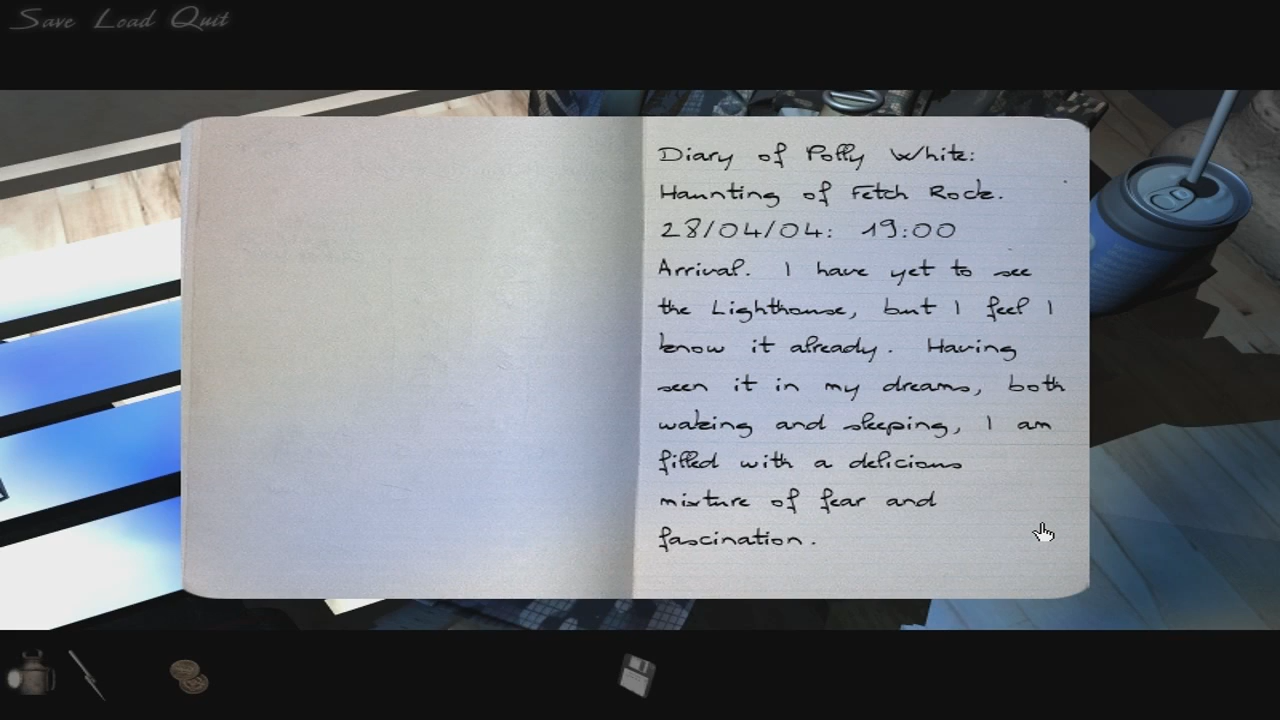 Save Load Quit
Diary of Polly White:
Haunting of Fetch Rock.
28/04/04: 19:00
Arrival. I have yet to see
the Lighthouse, but I feel I
know it already. Having
seen it in my dreams, both
waking and sleeping, I am
filled with a delicious
mixture of fear and
fascination.